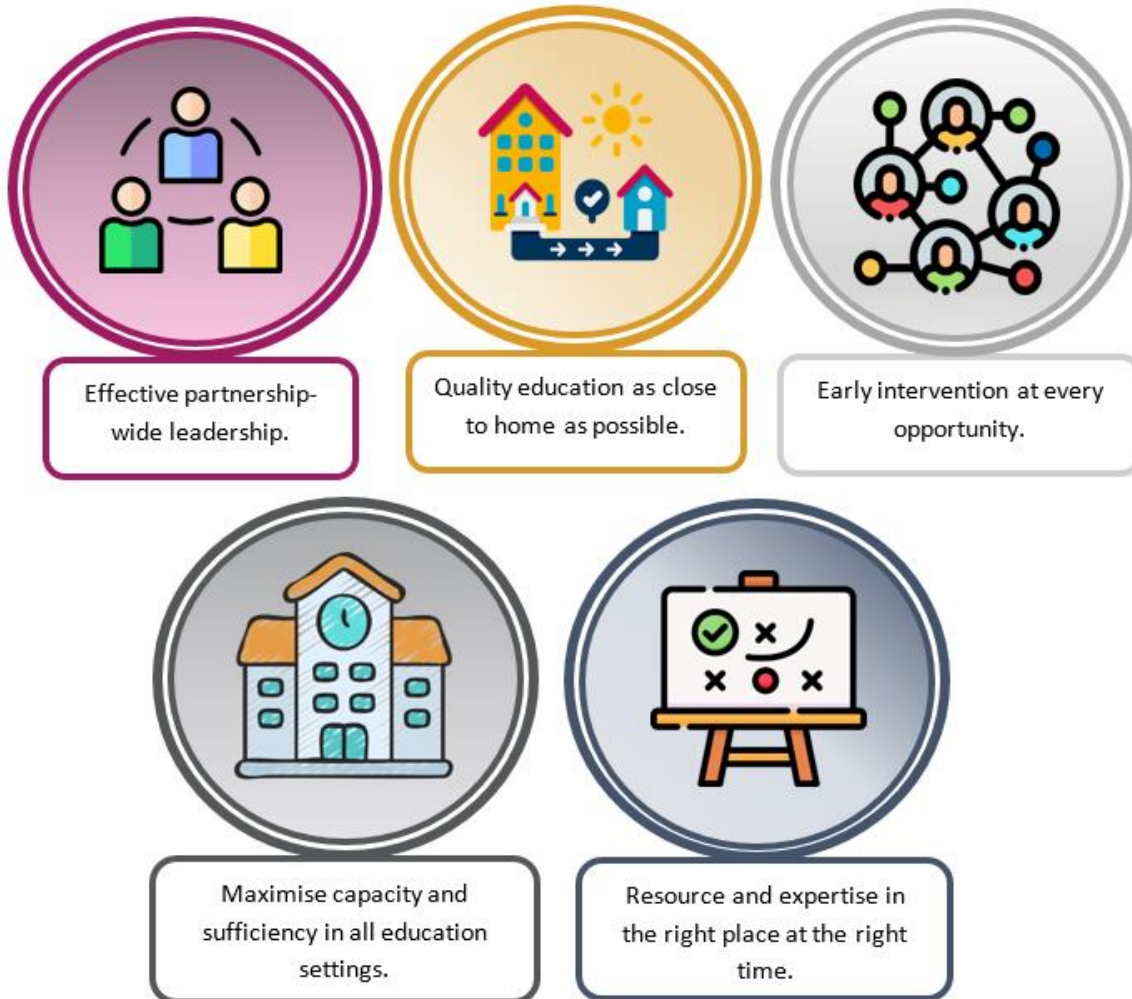 Effective partnership-
wide leadership.
Quality education as close
to home as possible.
Early intervention at every
opportunity.
Maximise capacity and
sufficiency in all education
settings.
Resource and expertise in
the right place at the right
time.